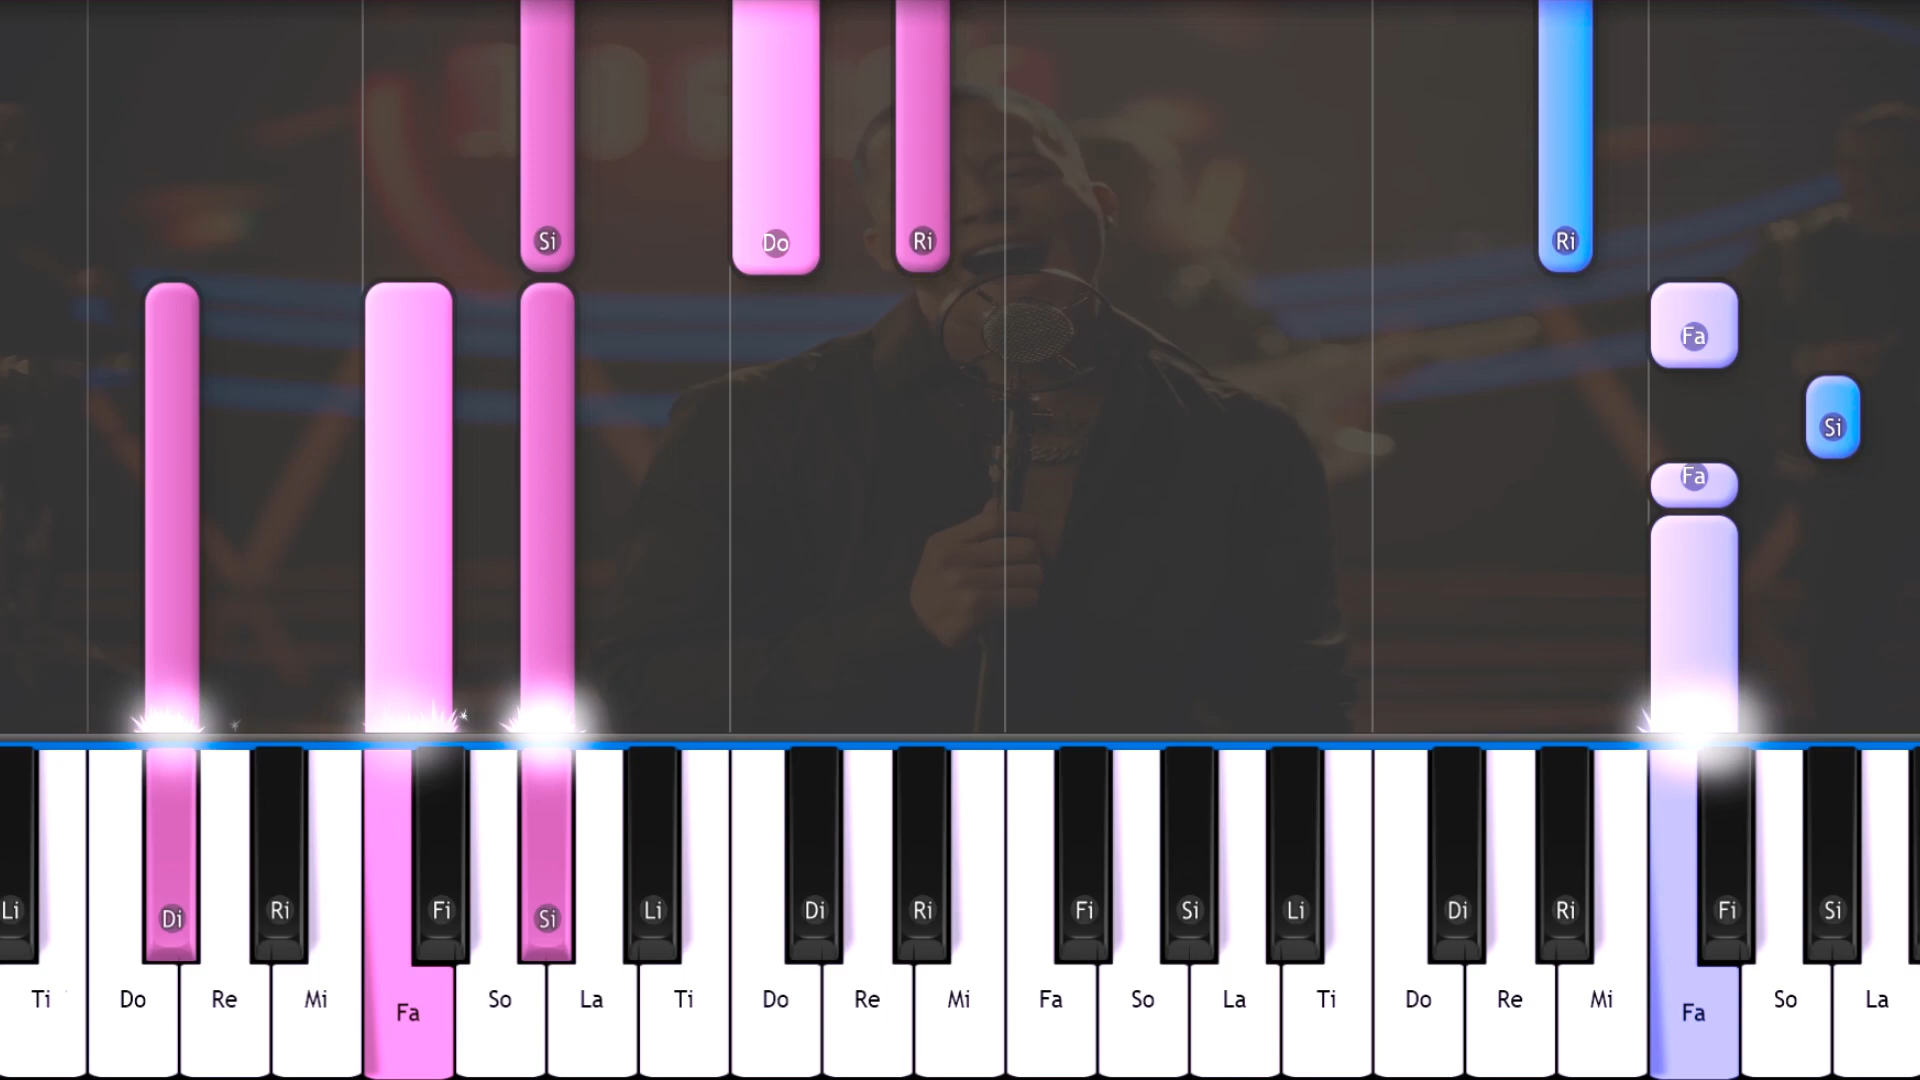 Si Do Ri Ri
Fa
Si
Fa
Li Di Ri Fi Si Li Di Ri Fi Si Li Di Ri Fi Si
Ti Do Re Mi Fa So La Ti Do Re Mi Fa So La Ti Do Re Mi Fa So La